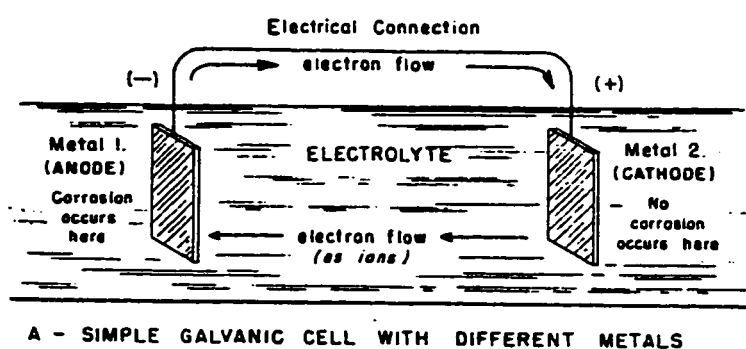 Electrical Connection
electron flow
(—)
(+)
Metal 1.
(ANODE)
Corrosion
occurs
here
ELECTROLYTE
Metal 2.
(CATHODE)
No
corrosion
occurs here
electron flow
(as ions)
A - SIMPLE GALVANIC CELL WITH DIFFERENT METALS